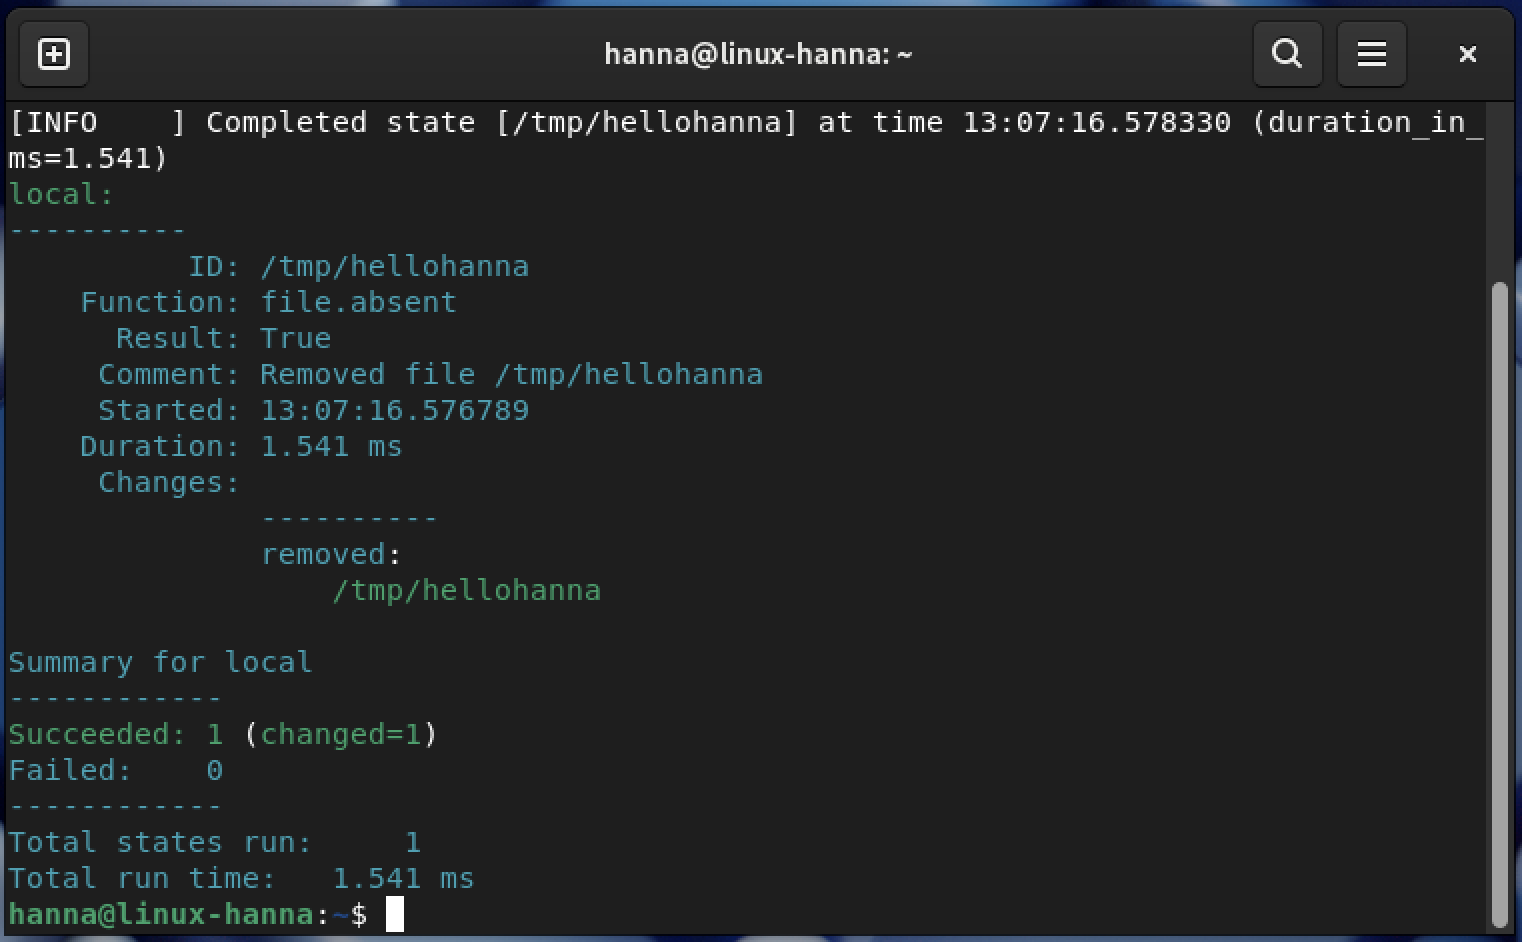 hanna@linux-hanna: ~
[INFO    ] Completed state [/tmp/hellohanna] at time 13:07:16.578330 (duration_in_
ms=1.541)
local:
----------
          ID: /tmp/hellohanna
    Function: file.absent
      Result: True
     Comment: Removed file /tmp/hellohanna
     Started: 13:07:16.576789
    Duration: 1.541 ms
     Changes:
              ----------
              removed:
                  /tmp/hellohanna

Summary for local
------------
Succeeded: 1 (changed=1)
Failed:    0
------------
Total states run:     1
Total run time:   1.541 ms
hanna@linux-hanna:~$